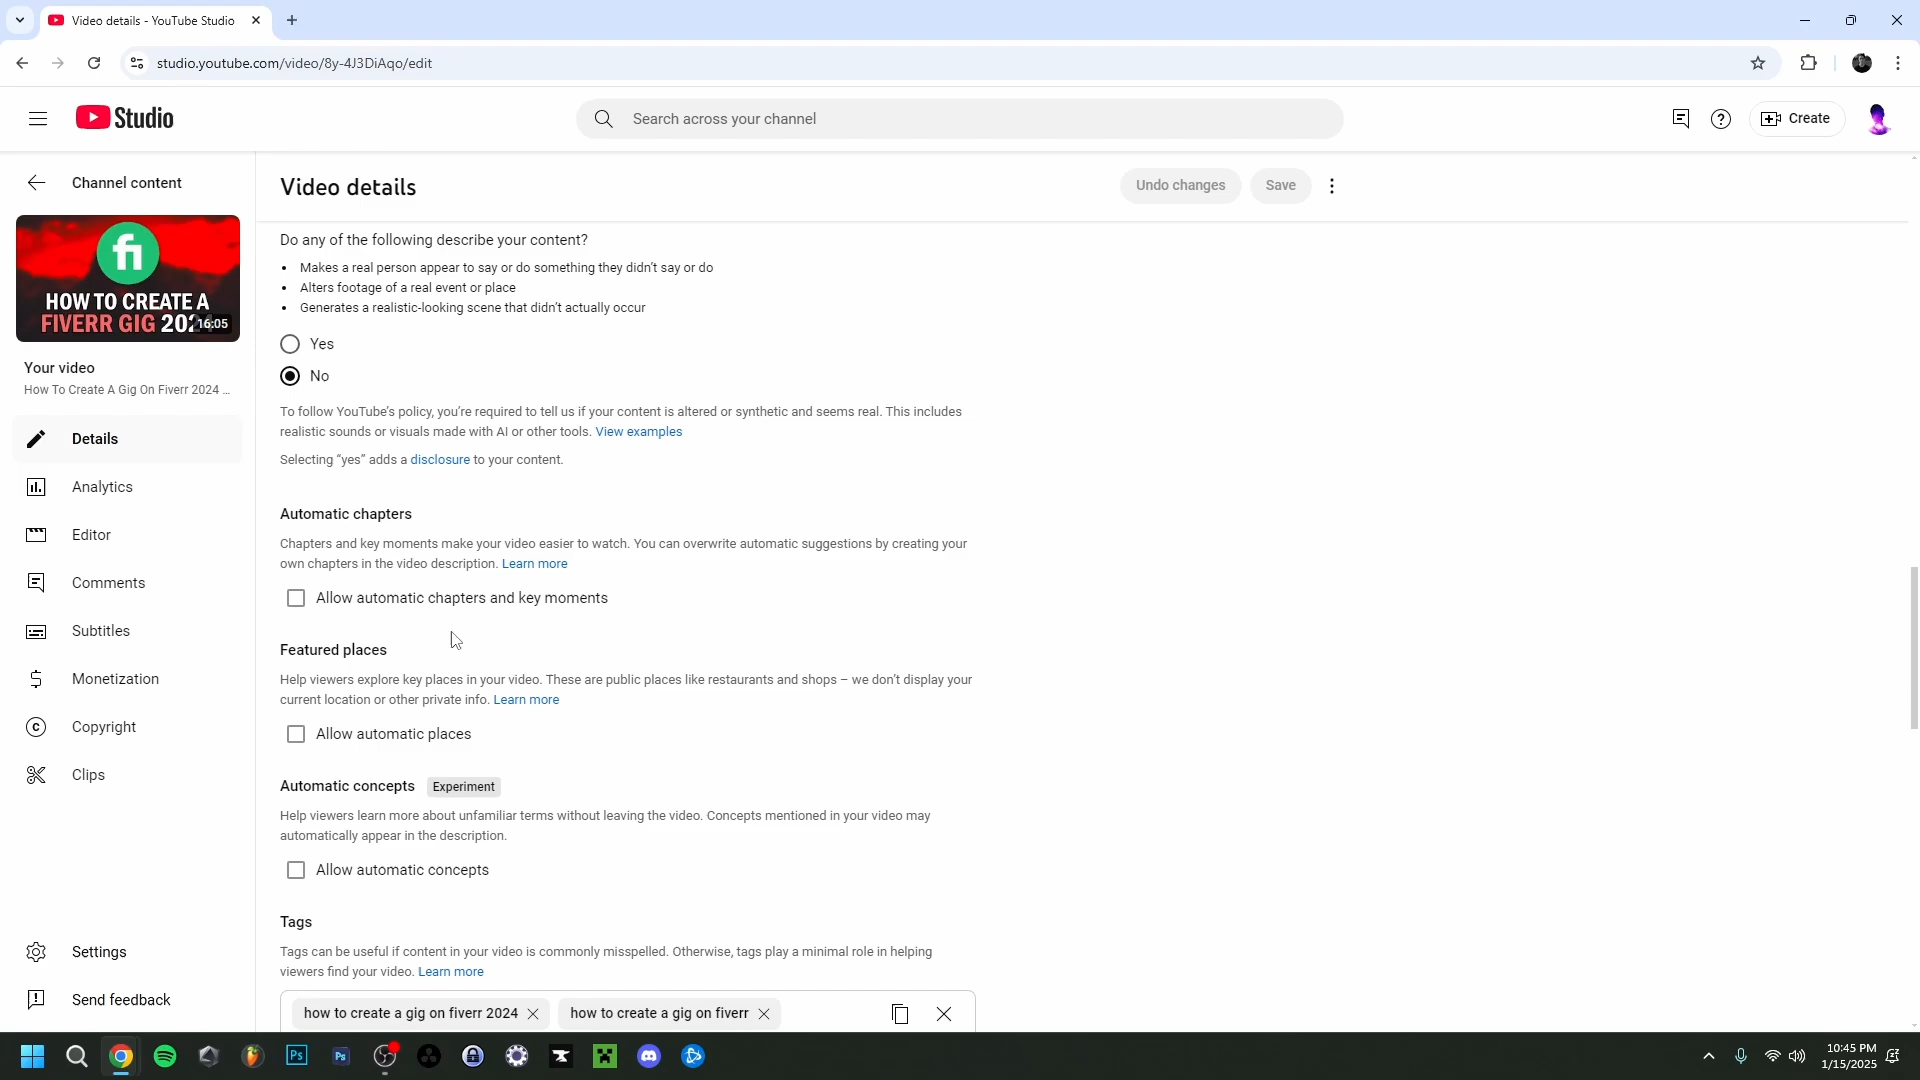 Video details - YouTube Studio
studio.youtube.com/video/8y-4J3DiAqo/edit
Studio
Search across your channel
Create
Channel content
Video details
Undo changes
Save
HOW TO CREATE A
FIVERR GIG 202
16:05
Your video
How To Create A Gig On Fiverr 2024 ...
Details
Analytics
Editor
Comments
Subtitles
Monetization
Copyright
Clips
Settings
Send feedback
Do any of the following describe your content?
• Makes a real person appear to say or do something they didn't say or do
• Alters footage of a real event or place
• Generates a realistic-looking scene that didn't actually occur
Yes
No
To follow YouTube's policy, you're required to tell us if your content is altered or synthetic and seems real. This includes
realistic sounds or visuals made with AI or other tools. View examples
Selecting “yes” adds a disclosure to your content.
Automatic chapters
Chapters and key moments make your video easier to watch. You can overwrite automatic suggestions by creating your
own chapters in the video description. Learn more
Allow automatic chapters and key moments
Featured places
Help viewers explore key places in your video. These are public places like restaurants and shops – we don't display your
current location or other private info. Learn more
Allow automatic places
Automatic concepts Experiment
Help viewers learn more about unfamiliar terms without leaving the video. Concepts mentioned in your video may
automatically appear in the description.
Allow automatic concepts
Tags
Tags can be useful if content in your video is commonly misspelled. Otherwise, tags play a minimal role in helping
viewers find your video. Learn more
how to create a gig on fiverr 2024
how to create a gig on fiverr
Ps
Ps
10:45 PM
1/15/2025